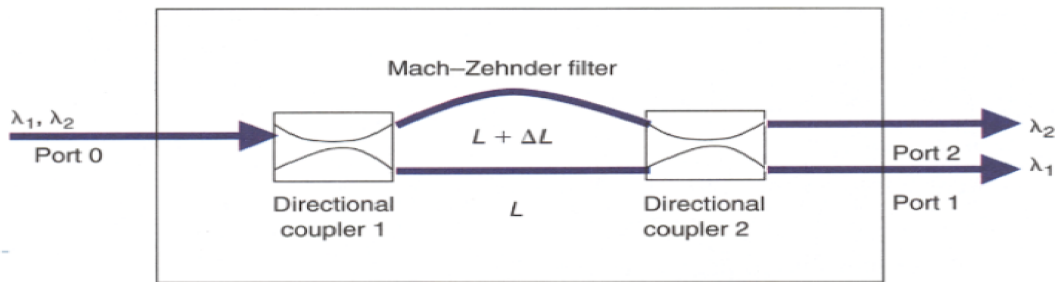 Mach–Zehnder filter
λ1, λ2
Port 0
L + ΔL
λ2
Port 2
λ1
Directional
coupler 1
L
Directional
coupler 2
Port 1